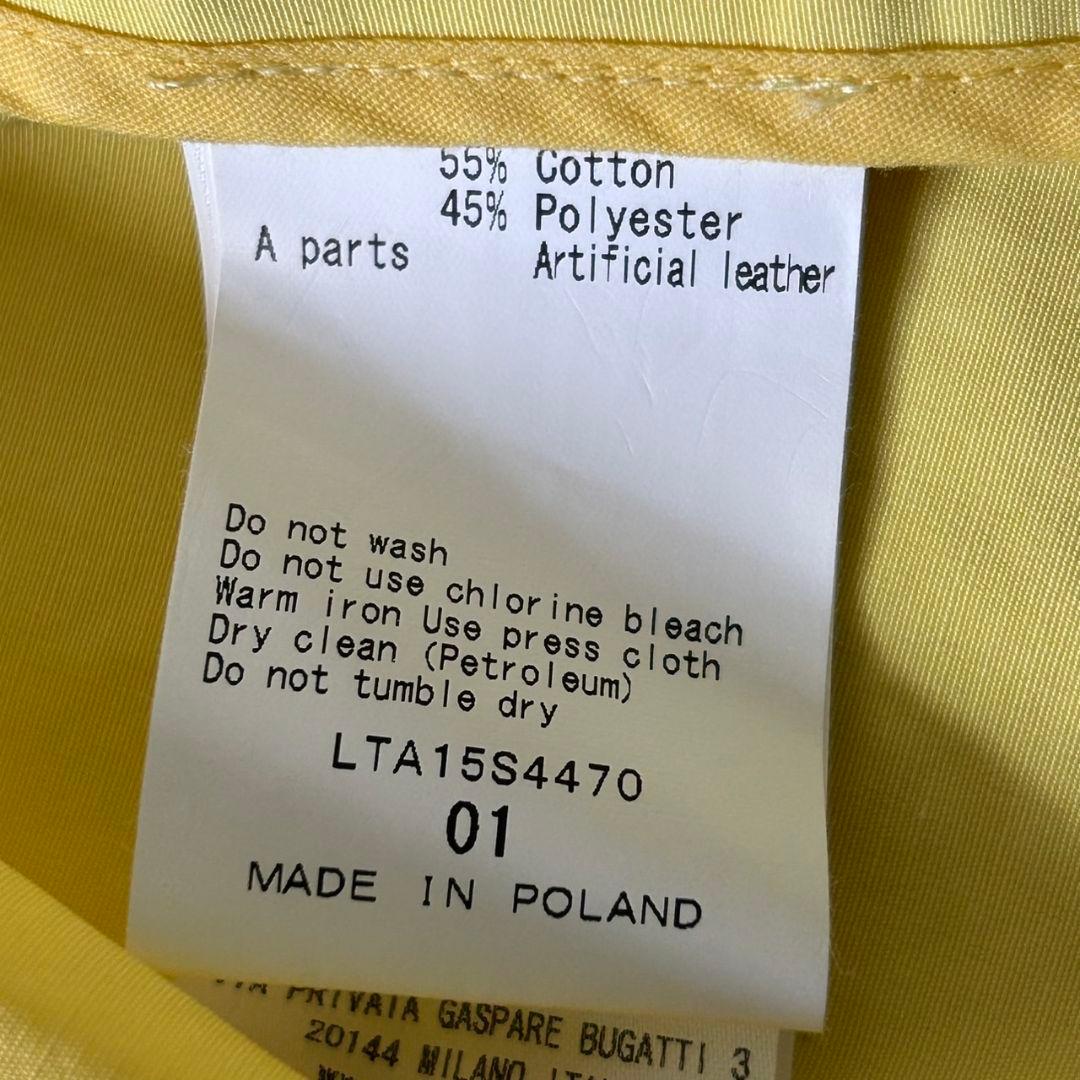 55% Cotton
45% Polyester
A parts Artificial leather
Do not wash
Do not use chlorine bleach
Warm iron Use press cloth
Dry clean (Petroleum)
Do not tumble dry
LTA15S4470
01
MADE IN POLAND
PRIVATA GASPARE BUGATTI 3
20144 MILANO